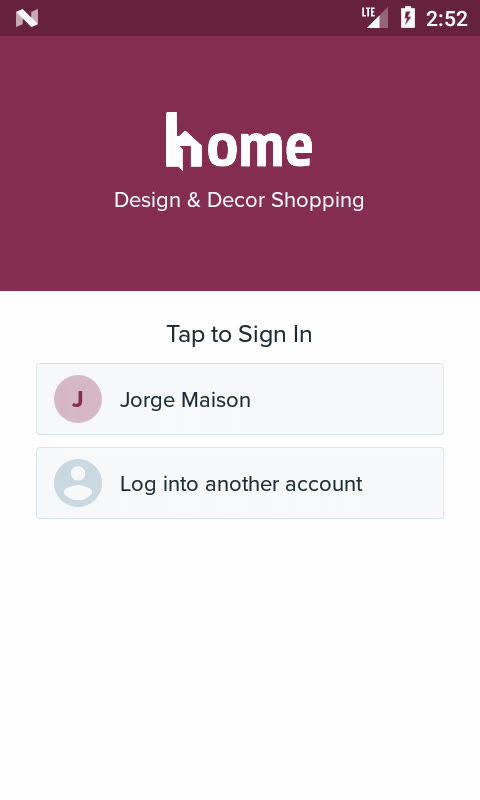 LTE 2:52
home
Design & Decor Shopping
Tap to Sign In
J Jorge Maison
Log into another account